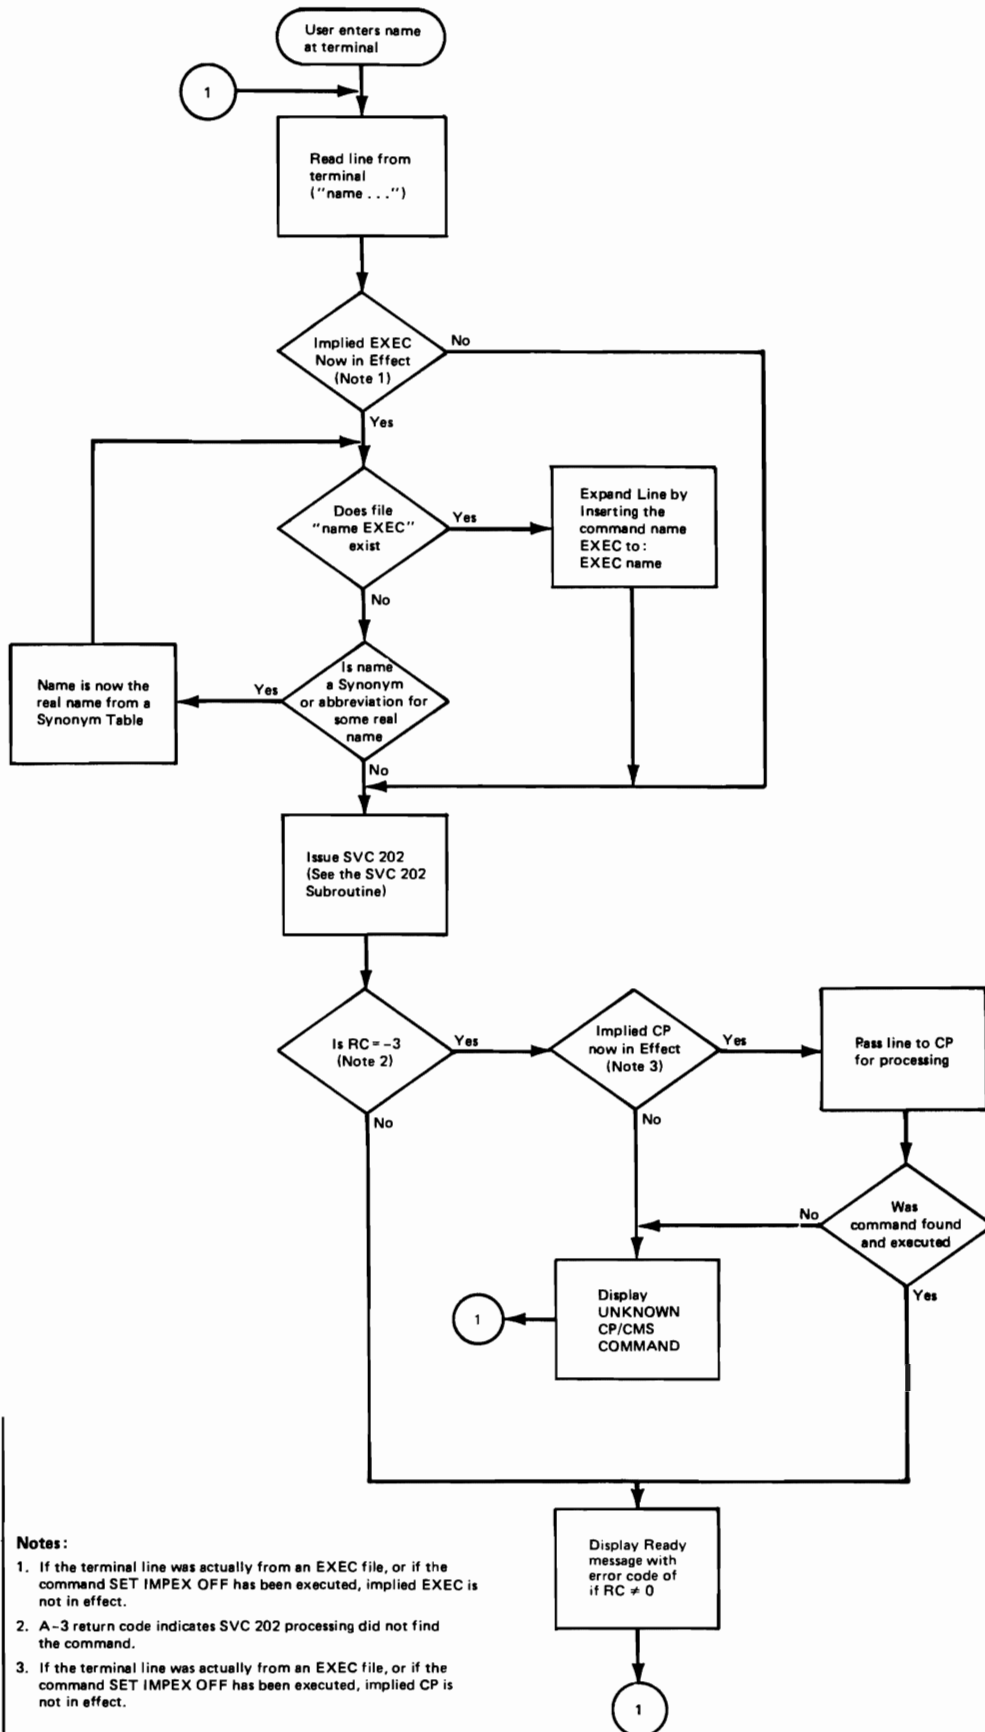 User enters name
at terminal
1
Read line from
terminal
("name . . .")
Implied EXEC
Now in Effect
(Note 1)
No
Yes
Does file
"name EXEC"
exist
Yes
Expand Line by
Inserting the
command name
EXEC to:
EXEC name
No
Is name
a Synonym
or abbreviation for
some real
name
Yes
Name is now the
real name from a
Synonym Table
No
Issue SVC 202
(See the SVC 202
Subroutine)
Is RC = -3
(Note 2)
Yes
Implied CP
now in Effect
(Note 3)
Yes
Pass line to CP
for processing
No
No
Was
command found
and executed
No
Yes
Display
UNKNOWN
CP/CMS
COMMAND
1
Display Ready
message with
error code of
if RC ≠ 0
1
Notes:
1. If the terminal line was actually from an EXEC file, or if the
command SET IMPEX OFF has been executed, implied EXEC is
not in effect.
2. A-3 return code indicates SVC 202 processing did not find
the command.
3. If the terminal line was actually from an EXEC file, or if the
command SET IMPEX OFF has been executed, implied CP is
not in effect.